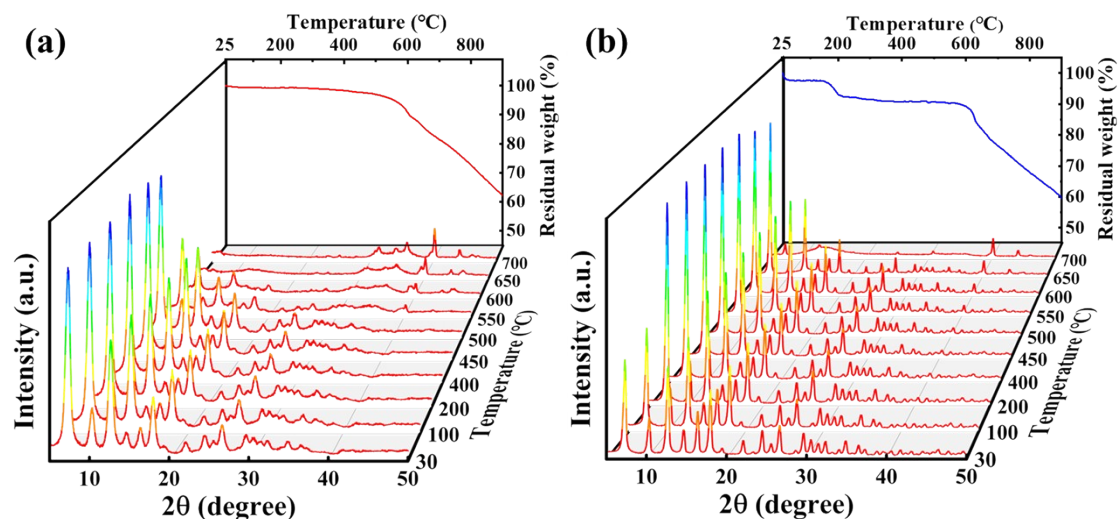 (a)
Temperature (°C)
25 200 400 600 800
100
90
80
70
60
50
Residual weight (%)
Intensity (a.u.)
700
650
600
550
500
450
400
200
100
30
Temperature (°C)
10 20 30 40 50
2θ (degree)
(b)
Temperature (°C)
25 200 400 600 800
100
90
80
70
60
50
Residual weight (%)
Intensity (a.u.)
700
650
600
550
500
450
400
200
100
30
Temperature (°C)
10 20 30 40 50
2θ (degree)